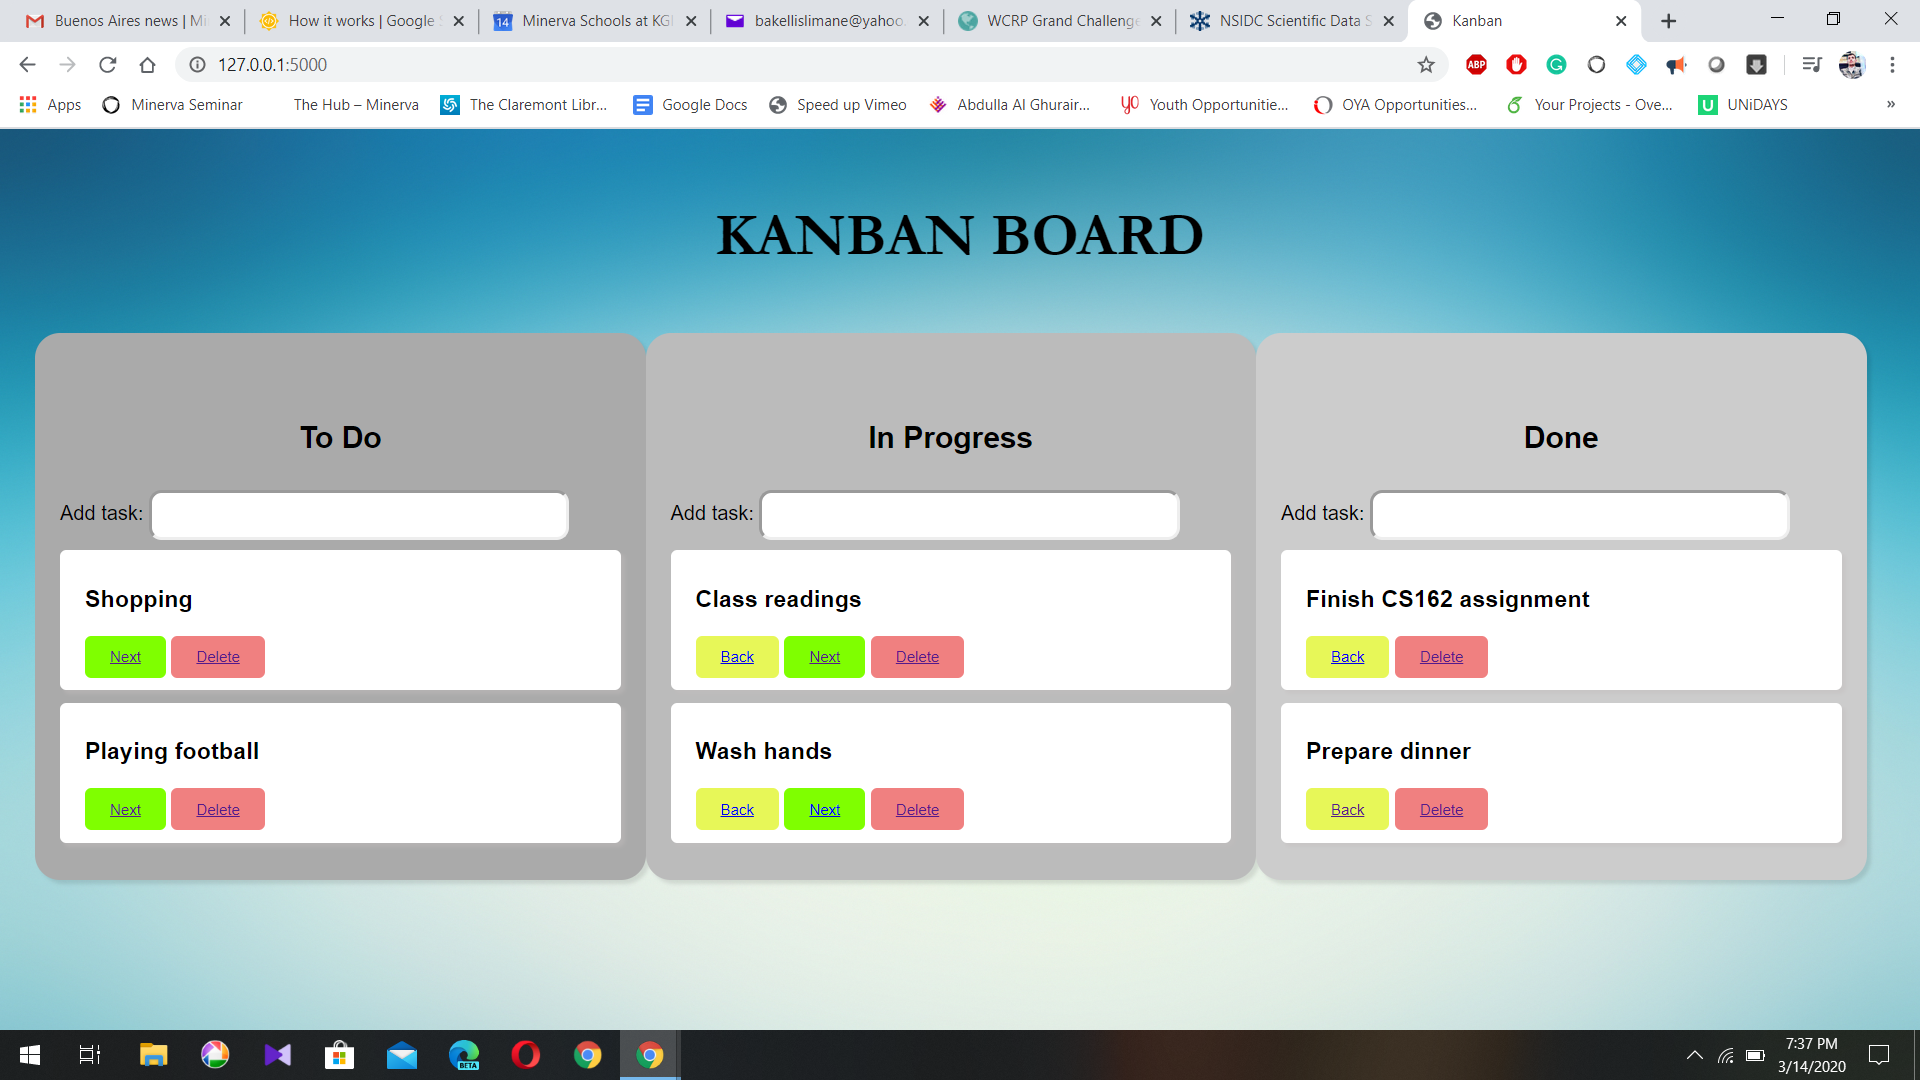 Buenos Aires news | Mi
How it works | Google S
Minerva Schools at KGI
bakellislimane@yahoo.
WCRP Grand Challenge
NSIDC Scientific Data S
Kanban
127.0.0.1:5000
ABP
Apps
Minerva Seminar
The Hub – Minerva
The Claremont Libr...
Google Docs
Speed up Vimeo
Abdulla Al Ghurair...
Youth Opportunitie...
OYA Opportunities...
Your Projects - Ove...
UNiDAYS
»
KANBAN BOARD
To Do
Add task:
Shopping
Next Delete
Playing football
Next Delete
In Progress
Add task:
Class readings
Back Next Delete
Wash hands
Back Next Delete
Done
Add task:
Finish CS162 assignment
Back Delete
Prepare dinner
Back Delete
BETA
7:37 PM
3/14/2020